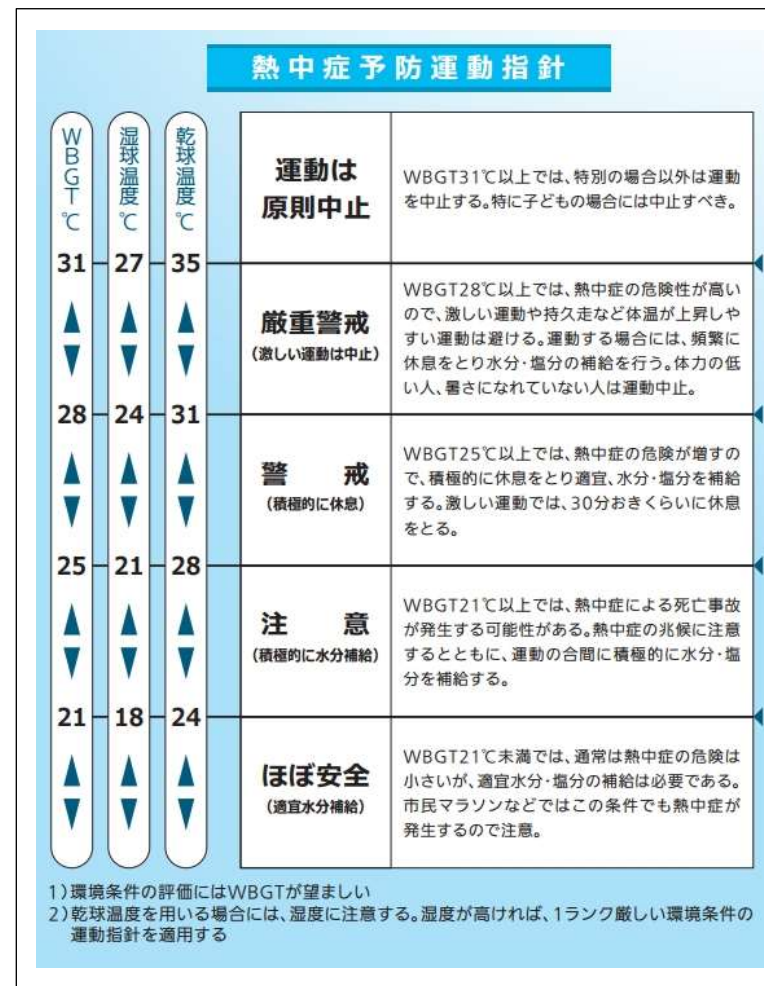 熱中症予防運動指針
WBGT ℃
湿球温度 ℃
乾球温度 ℃
運動は
原則中止
WBGT31℃以上では、特別の場合以外は運動
を中止する。特に子どもの場合には中止すべき。
31 27 35
厳重警戒
(激しい運動は中止)
WBGT28℃以上では、熱中症の危険性が高い
ので、激しい運動や持久走など体温が上昇しや
すい運動は避ける。運動する場合には、頻繁に
休息をとり水分・塩分の補給を行う。体力の低
い人、暑さになれていない人は運動中止。
28 24 31
警 戒
(積極的に休息)
WBGT25℃以上では、熱中症の危険が増すの
で、積極的に休息をとり適宜、水分・塩分を補給
する。激しい運動では、30分おきくらいに休息
をとる。
25 21 28
注 意
(積極的に水分補給)
WBGT21℃以上では、熱中症による死亡事故
が発生する可能性がある。熱中症の兆候に注意
するとともに、運動の合間に積極的に水分・塩
分を補給する。
21 18 24
ほぼ安全
(適宜水分補給)
WBGT21℃未満では、通常は熱中症の危険は
小さいが、適宜水分・塩分の補給は必要である。
市民マラソンなどではこの条件でも熱中症が
発生するので注意。
1)環境条件の評価にはWBGTが望ましい
2)乾球温度を用いる場合には、湿度に注意する。湿度が高ければ、1ランク厳しい環境条件の
運動指針を適用する